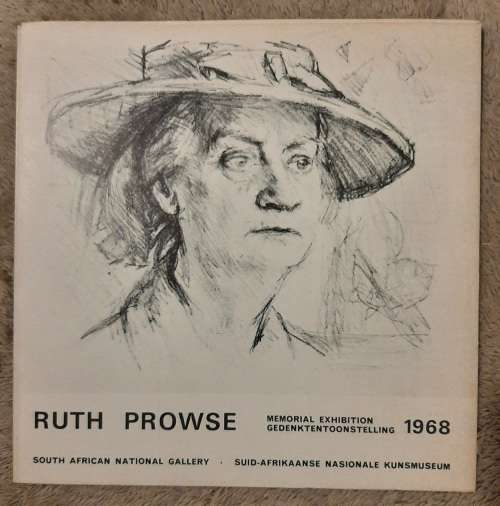 RUTH PROWSE
MEMORIAL EXHIBITION
GEDENKTENTOONSTELLING 1968
SOUTH AFRICAN NATIONAL GALLERY · SUID-AFRIKAANSE NASIONALE KUNSMUSEUM